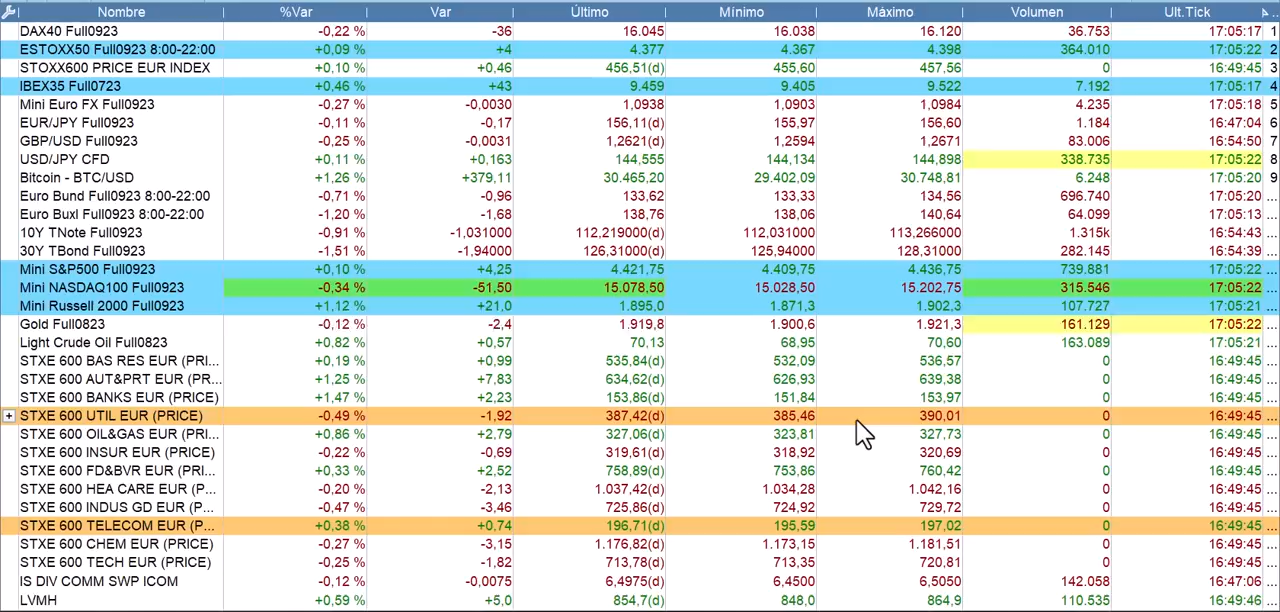 Nombre %Var Var Último Mínimo Máximo Volumen Ult.Tick
DAX40 Full0923 -0,22 % -36 16.045 16.038 16.120 36.753 17:05:17 1
ESTOXX50 Full0923 8:00-22:00 +0,09 % +4 4.377 4.367 4.398 364.010 17:05:22 2
STOXX600 PRICE EUR INDEX +0,10 % +0,46 456,51(d) 455,60 457,56 0 16:49:45 3
IBEX35 Full0723 +0,46 % +43 9.459 9.405 9.522 7.192 17:05:17 4
Mini Euro FX Full0923 -0,27 % -0,0030 1,0938 1,0903 1,0984 4.235 17:05:18 5
EUR/JPY Full0923 -0,11 % -0,17 156,11(d) 155,97 156,60 1.184 16:47:04 6
GBP/USD Full0923 -0,25 % -0,0031 1,2621(d) 1,2594 1,2671 83.006 16:54:50 7
USD/JPY CFD +0,11 % +0,163 144,555 144,134 144,898 338.735 17:05:22 8
Bitcoin - BTC/USD +1,26 % +379,11 30.465,20 29.402,09 30.748,81 6.248 17:05:20 9
Euro Bund Full0923 8:00-22:00 -0,71 % -0,96 133,62 133,33 134,56 696.740 17:05:20 ...
Euro Buxl Full0923 8:00-22:00 -1,20 % -1,68 138,76 138,06 140,64 64.099 17:05:13 ...
10Y TNote Full0923 -0,91 % -1,031000 112,219000(d) 112,031000 113,266000 1.315k 16:54:43 ...
30Y TBond Full0923 -1,51 % -1,94000 126,31000(d) 125,94000 128,31000 282.145 16:54:39 ...
Mini S&P500 Full0923 +0,10 % +4,25 4.421,75 4.409,75 4.436,75 739.881 17:05:22 ...
Mini NASDAQ100 Full0923 -0,34 % -51,50 15.078,50 15.028,50 15.202,75 315.546 17:05:22 ...
Mini Russell 2000 Full0923 +1,12 % +21,0 1.895,0 1.871,3 1.902,3 107.727 17:05:21 ...
Gold Full0823 -0,12 % -2,4 1.919,8 1.900,6 1.921,3 161.129 17:05:22 ...
Light Crude Oil Full0823 +0,82 % +0,57 70,13 68,95 70,60 163.089 17:05:21 ...
STXE 600 BAS RES EUR (PRI... +0,19 % +0,99 535,84(d) 532,09 536,57 0 16:49:45 ...
STXE 600 AUT&PRT EUR (PR... +1,25 % +7,83 634,62(d) 626,93 639,38 0 16:49:45 ...
STXE 600 BANKS EUR (PRICE) +1,47 % +2,23 153,86(d) 151,84 153,97 0 16:49:45 ...
STXE 600 UTIL EUR (PRICE) -0,49 % -1,92 387,42(d) 385,46 390,01 0 16:49:45 ...
STXE 600 OIL&GAS EUR (PRI... +0,86 % +2,79 327,06(d) 323,81 327,73 0 16:49:45 ...
STXE 600 INSUR EUR (PRICE) -0,22 % -0,69 319,61(d) 318,92 320,69 0 16:49:45 ...
STXE 600 FD&BVR EUR (PRI... +0,33 % +2,52 758,89(d) 753,86 760,42 0 16:49:45 ...
STXE 600 HEA CARE EUR (P... -0,20 % -2,13 1.037,42(d) 1.034,28 1.042,16 0 16:49:45 ...
STXE 600 INDUS GD EUR (P... -0,47 % -3,46 725,86(d) 724,92 729,72 0 16:49:45 ...
STXE 600 TELECOM EUR (P... +0,38 % +0,74 196,71(d) 195,59 197,02 0 16:49:45 ...
STXE 600 CHEM EUR (PRICE) -0,27 % -3,15 1.176,82(d) 1.173,15 1.181,51 0 16:49:45 ...
STXE 600 TECH EUR (PRICE) -0,25 % -1,82 713,78(d) 713,35 720,81 0 16:49:45 ...
IS DIV COMM SWP ICOM -0,12 % -0,0075 6,4975(d) 6,4500 6,5050 142.058 16:47:06 ...
LVMH +0,59 % +5,0 854,7(d) 848,0 864,9 110.535 16:49:46 ...